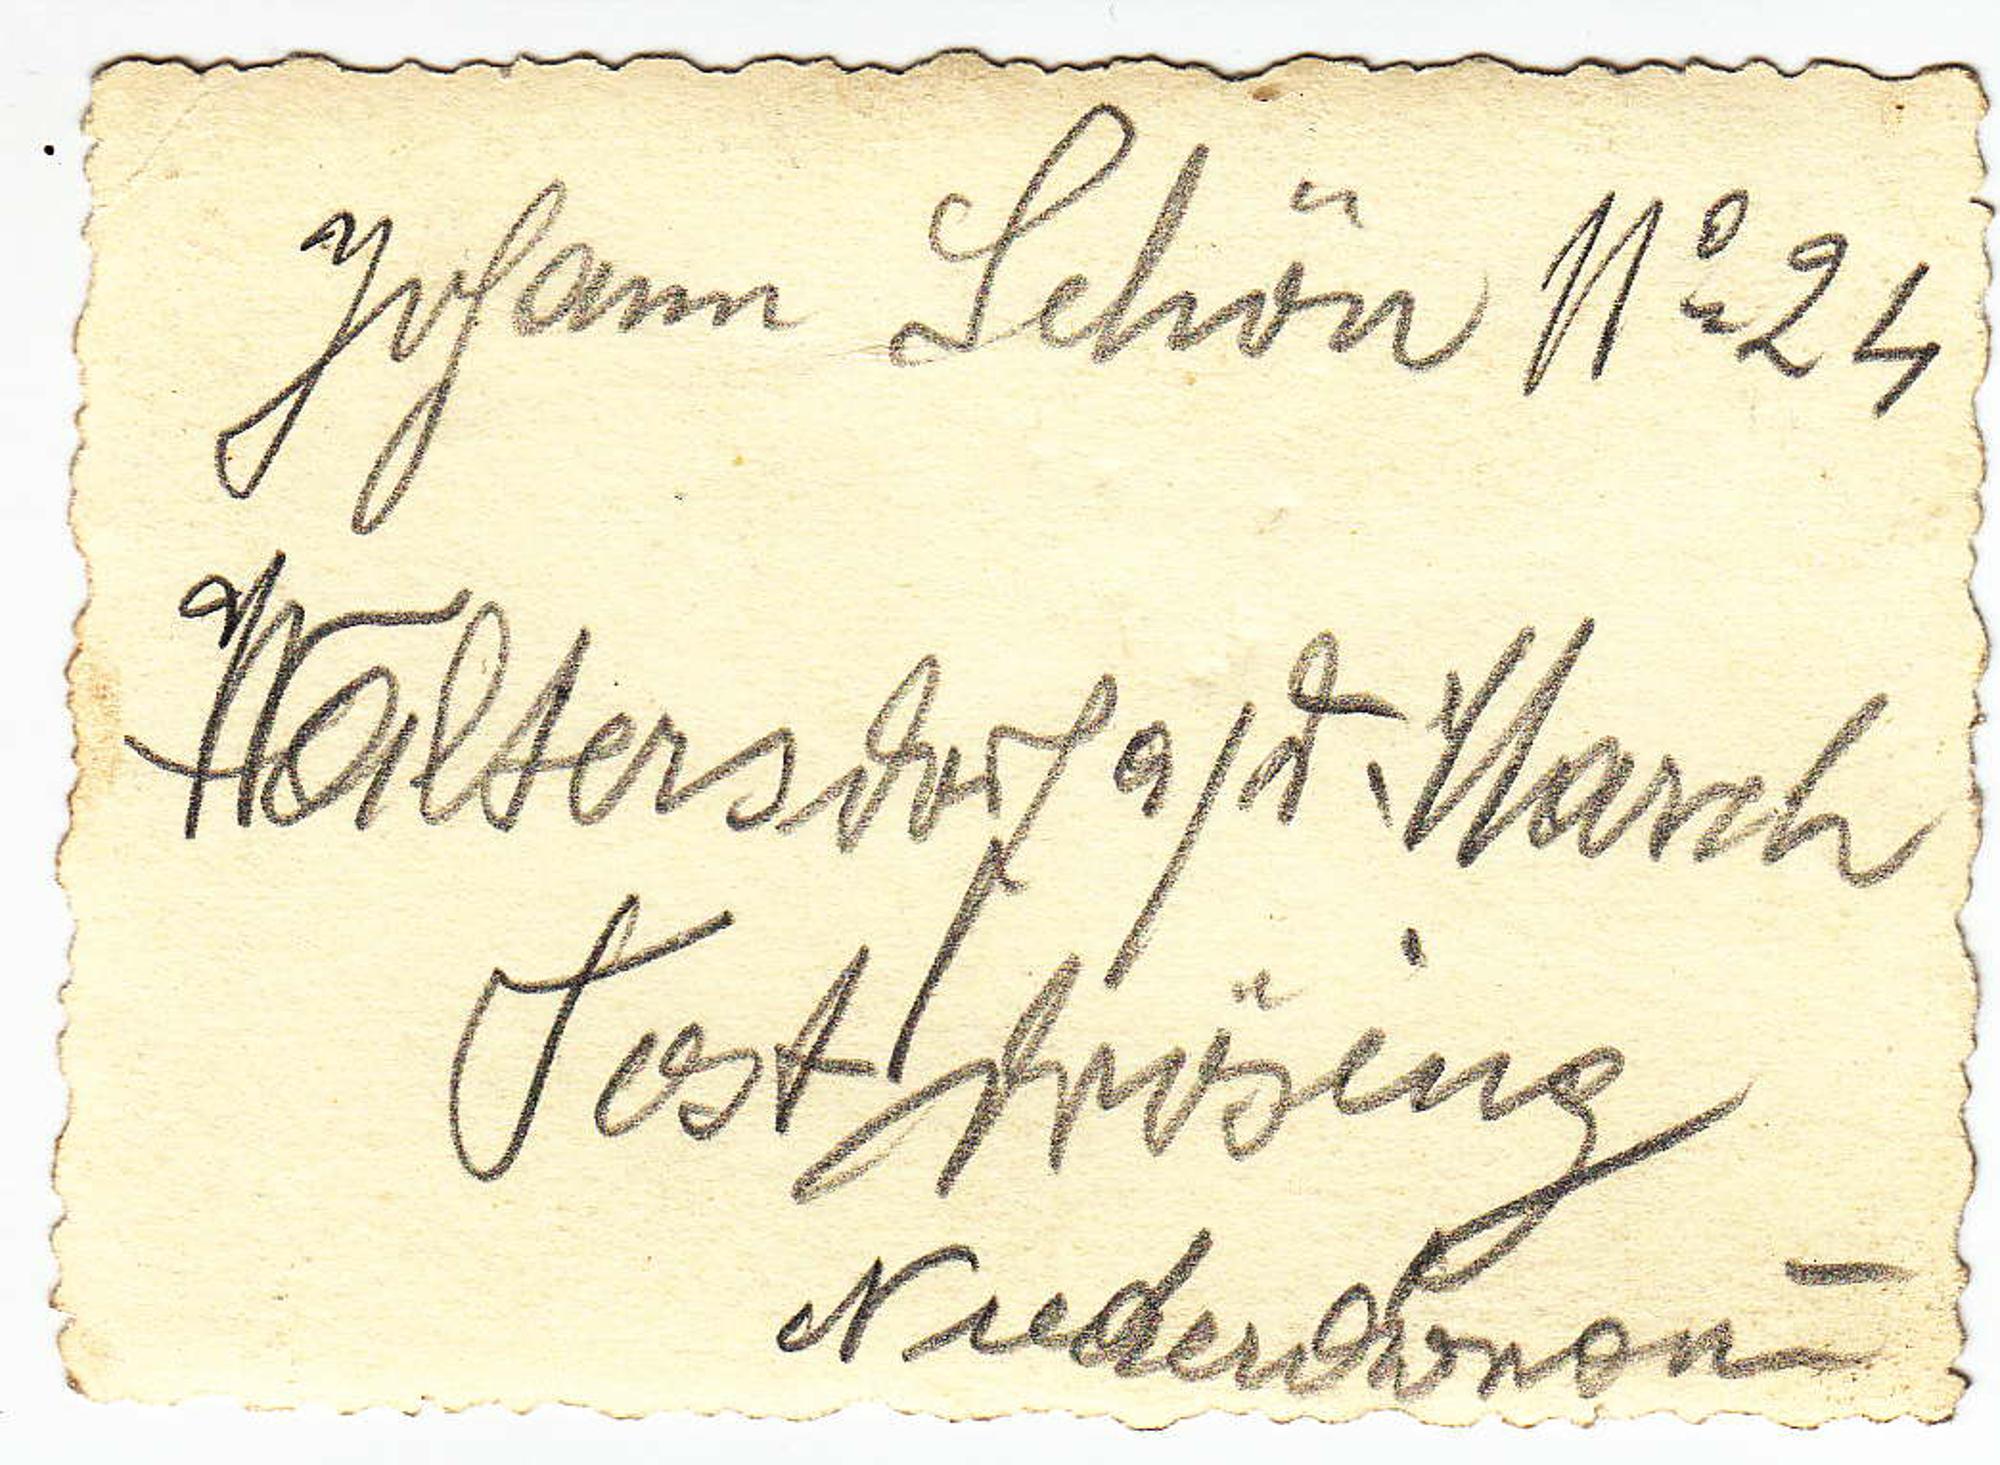 Johann Schön No 24
Waltersdorf a/d. March
Post Drösing
Niederdonau